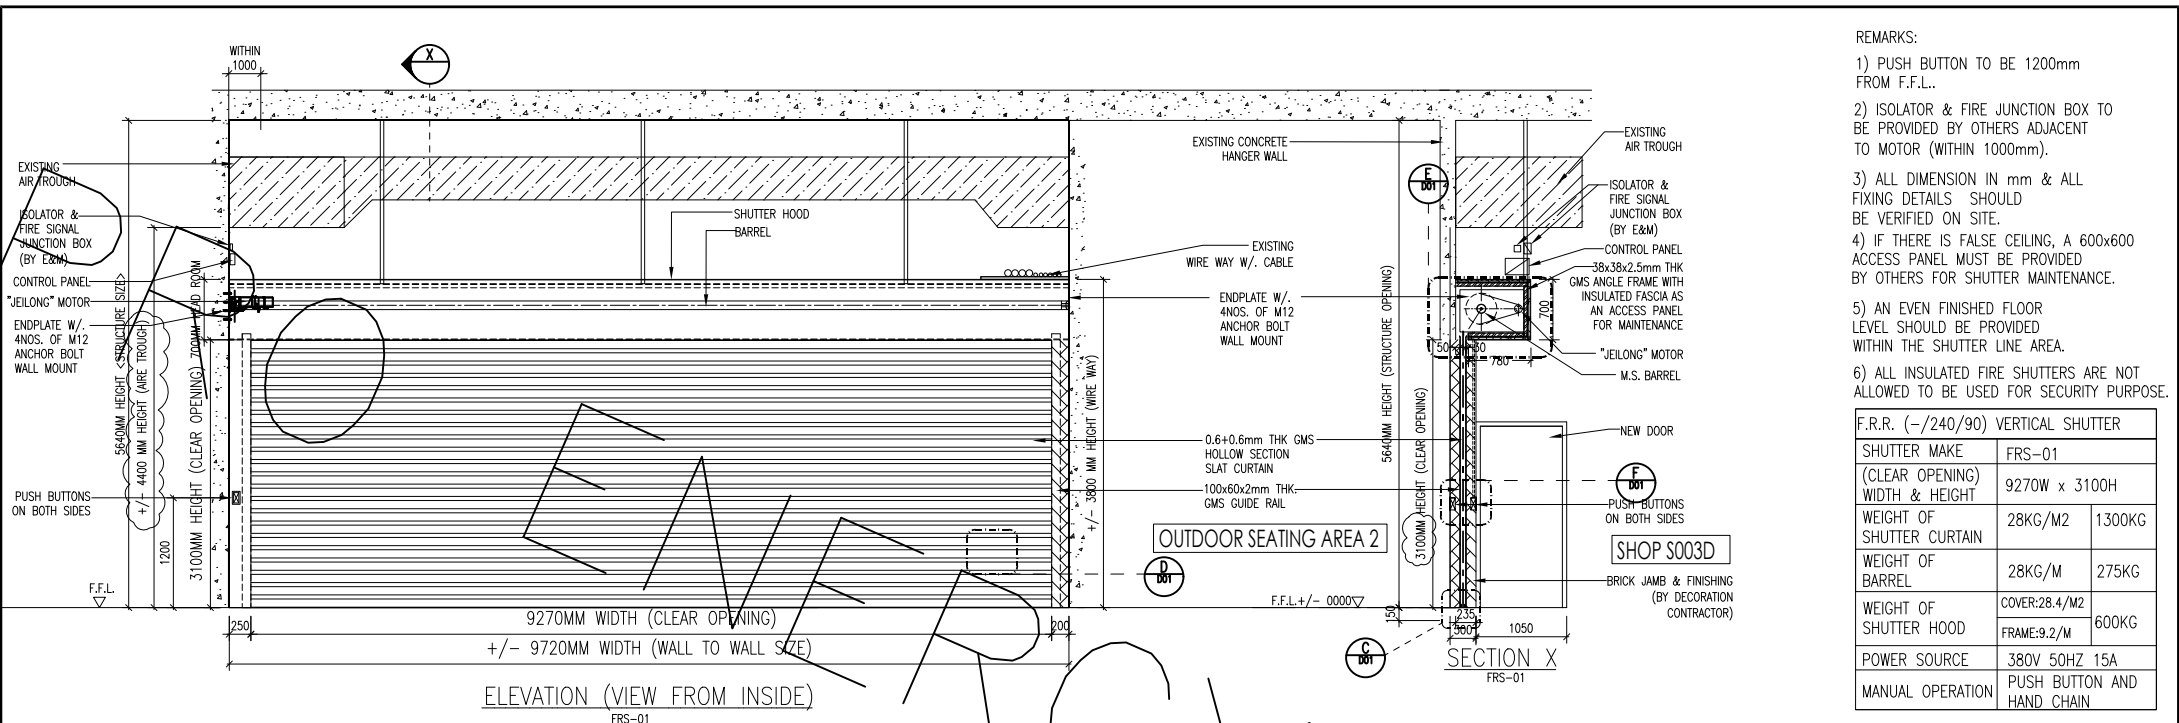 WITHIN
1000
X
EXISTING
AIR TROUGH
ISOLATOR &
FIRE SIGNAL
JUNCTION BOX
(BY E&M)
CONTROL PANEL
"JEILONG" MOTOR
ENDPLATE W/.
4NOS. OF M12
ANCHOR BOLT
WALL MOUNT
PUSH BUTTONS
ON BOTH SIDES
F.F.L.
5640MM HEIGHT <STRUCTURE SIZE>
+/- 4400 MM HEIGHT (AIRE TROUGH)
1200
3100MM HEIGHT (CLEAR OPENING)
700MM HEAD ROOM
SHUTTER HOOD
BARREL
EXISTING
WIRE WAY W/. CABLE
ENDPLATE W/.
4NOS. OF M12
ANCHOR BOLT
WALL MOUNT
+/- 3800 MM HEIGHT (WIRE WAY)
0.6+0.6mm THK GMS
HOLLOW SECTION
SLAT CURTAIN
100x60x2mm THK.
GMS GUIDE RAIL
OUTDOOR SEATING AREA 2
D
D01
250
9270MM WIDTH (CLEAR OPENING)
200
+/- 9720MM WIDTH (WALL TO WALL SIZE)
ELEVATION (VIEW FROM INSIDE)
FRS-01
EXISTING CONCRETE
HANGER WALL
5640MM HEIGHT (STRUCTURE OPENING)
3100MM HEIGHT (CLEAR OPENING)
E
D01
EXISTING
AIR TROUGH
ISOLATOR &
FIRE SIGNAL
JUNCTION BOX
(BY E&M)
CONTROL PANEL
38x38x2.5mm THK
GMS ANGLE FRAME WITH
INSULATED FASCIA AS
AN ACCESS PANEL
FOR MAINTENANCE
700
50
50
780
"JEILONG" MOTOR
M.S. BARREL
NEW DOOR
F
D01
PUSH BUTTONS
ON BOTH SIDES
SHOP S003D
BRICK JAMB & FINISHING
(BY DECORATION
CONTRACTOR)
F.F.L.+/- 0000
150
235
300
1050
C
D01
SECTION X
FRS-01
REMARKS:
1) PUSH BUTTON TO BE 1200mm
FROM F.F.L..
2) ISOLATOR & FIRE JUNCTION BOX TO
BE PROVIDED BY OTHERS ADJACENT
TO MOTOR (WITHIN 1000mm).
3) ALL DIMENSION IN mm & ALL
FIXING DETAILS SHOULD
BE VERIFIED ON SITE.
4) IF THERE IS FALSE CEILING, A 600x600
ACCESS PANEL MUST BE PROVIDED
BY OTHERS FOR SHUTTER MAINTENANCE.
5) AN EVEN FINISHED FLOOR
LEVEL SHOULD BE PROVIDED
WITHIN THE SHUTTER LINE AREA.
6) ALL INSULATED FIRE SHUTTERS ARE NOT
ALLOWED TO BE USED FOR SECURITY PURPOSE.
F.R.R. (-/240/90) VERTICAL SHUTTER
SHUTTER MAKE FRS-01
(CLEAR OPENING)
WIDTH & HEIGHT 9270W x 3100H
WEIGHT OF
SHUTTER CURTAIN 28KG/M2 1300KG
WEIGHT OF
BARREL 28KG/M 275KG
WEIGHT OF
SHUTTER HOOD COVER:28.4/M2
FRAME:9.2/M 600KG
POWER SOURCE 380V 50HZ 15A
MANUAL OPERATION PUSH BUTTON AND
HAND CHAIN